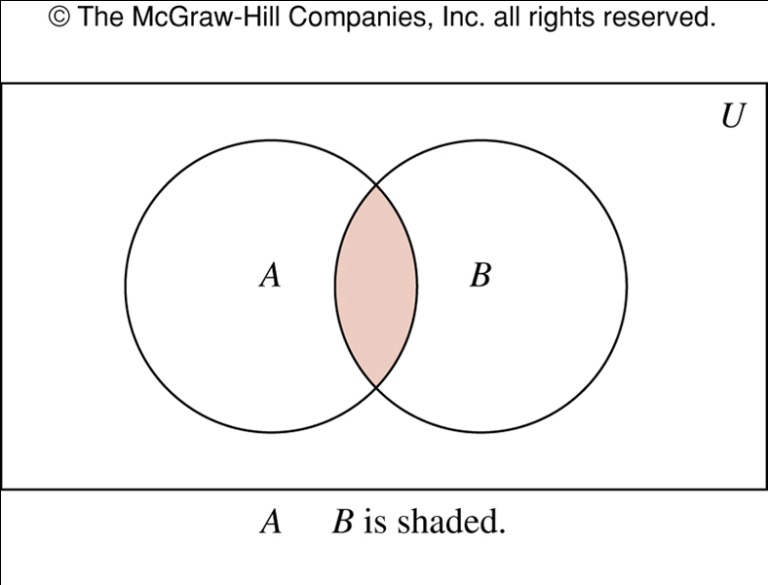 © The McGraw-Hill Companies, Inc. all rights reserved.
U
A B
A B is shaded.